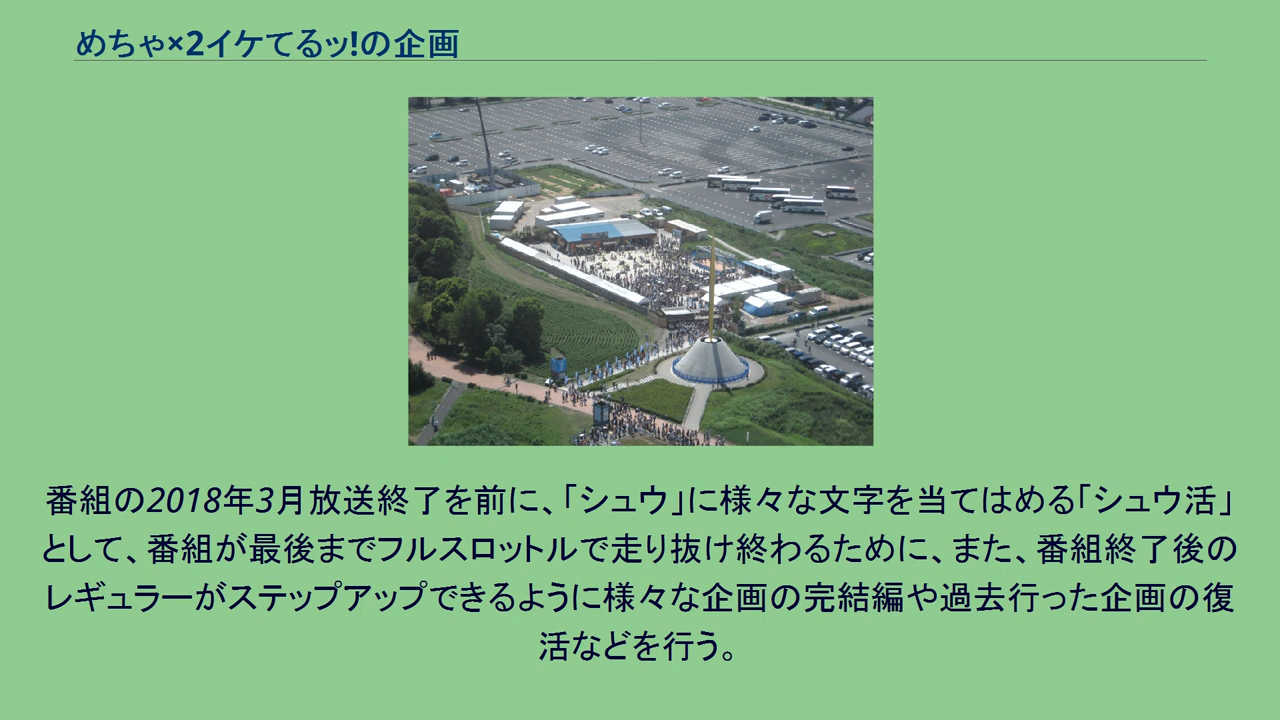 めちゃ×2イケてるッ!の企画
番組の2018年3月放送終了を前に、「シュウ」に様々な文字を当てはめる「シュウ活」
として、番組が最後までフルスロットルで走り抜け終わるために、また、番組終了後の
レギュラーがステップアップできるように様々な企画の完結編や過去行った企画の復
活などを行う。